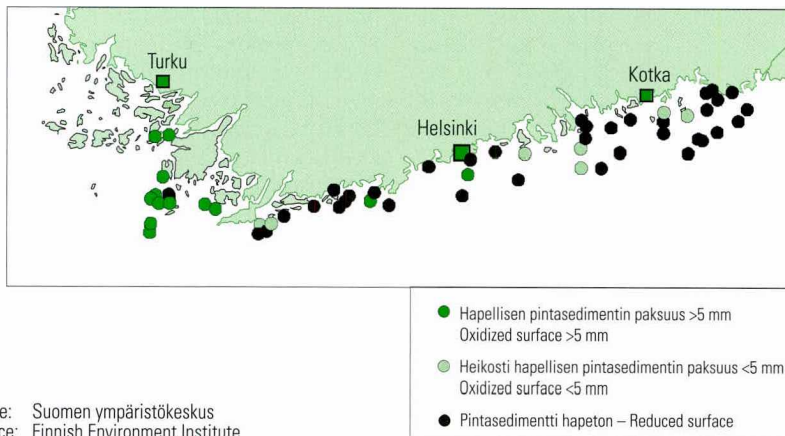 Turku
Kotka
Helsinki
Hapellisen pintasedimentin paksuus >5 mm
Oxidized surface >5 mm
Heikosti hapellisen pintasedimentin paksuus <5 mm
Oxidized surface <5 mm
Pintasedimentti hapeton – Reduced surface
e: Suomen ympäristökeskus
ce: Finnish Environment Institute